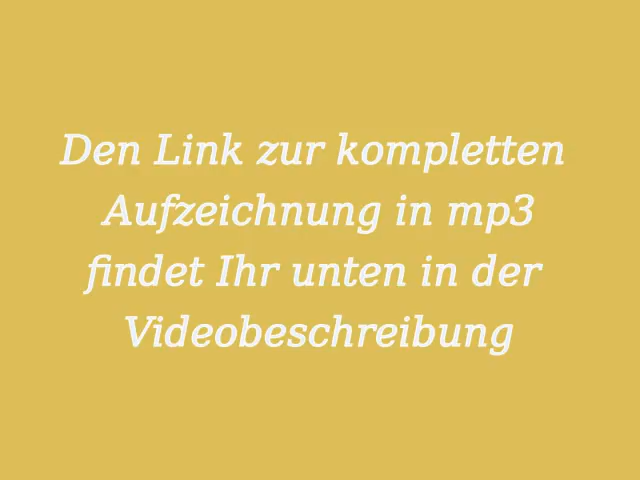 Den Link zur kompletten
Aufzeichnung in mp3
findet Ihr unten in der
Videobeschreibung